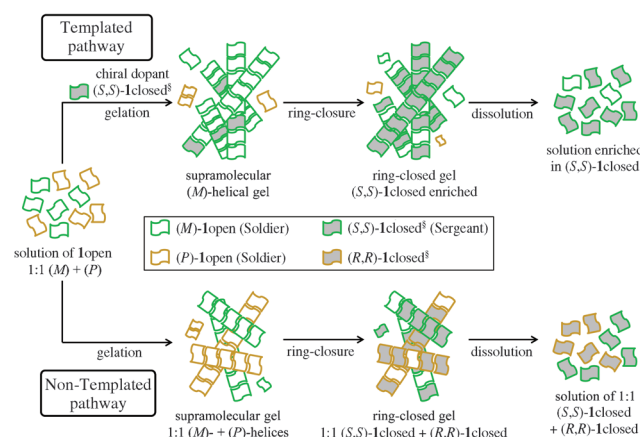 Templated
pathway
chiral dopant
(S,S)-1closed§
gelation
ring-closure
dissolution
supramolecular
(M)-helical gel
ring-closed gel
(S,S)-1closed enriched
solution enriched
in (S,S)-1closed
solution of 1open
1:1 (M) + (P)
(M)-1open (Soldier)
(S,S)-1closed§ (Sergeant)
(P)-1open (Soldier)
(R,R)-1closed§
gelation
ring-closure
dissolution
Non-Templated
pathway
supramolecular gel
1:1 (M)- + (P)-helices
ring-closed gel
1:1 (S,S)-1closed + (R,R)-1closed
solution of 1:1
(S,S)-1closed
+ (R,R)-1closed